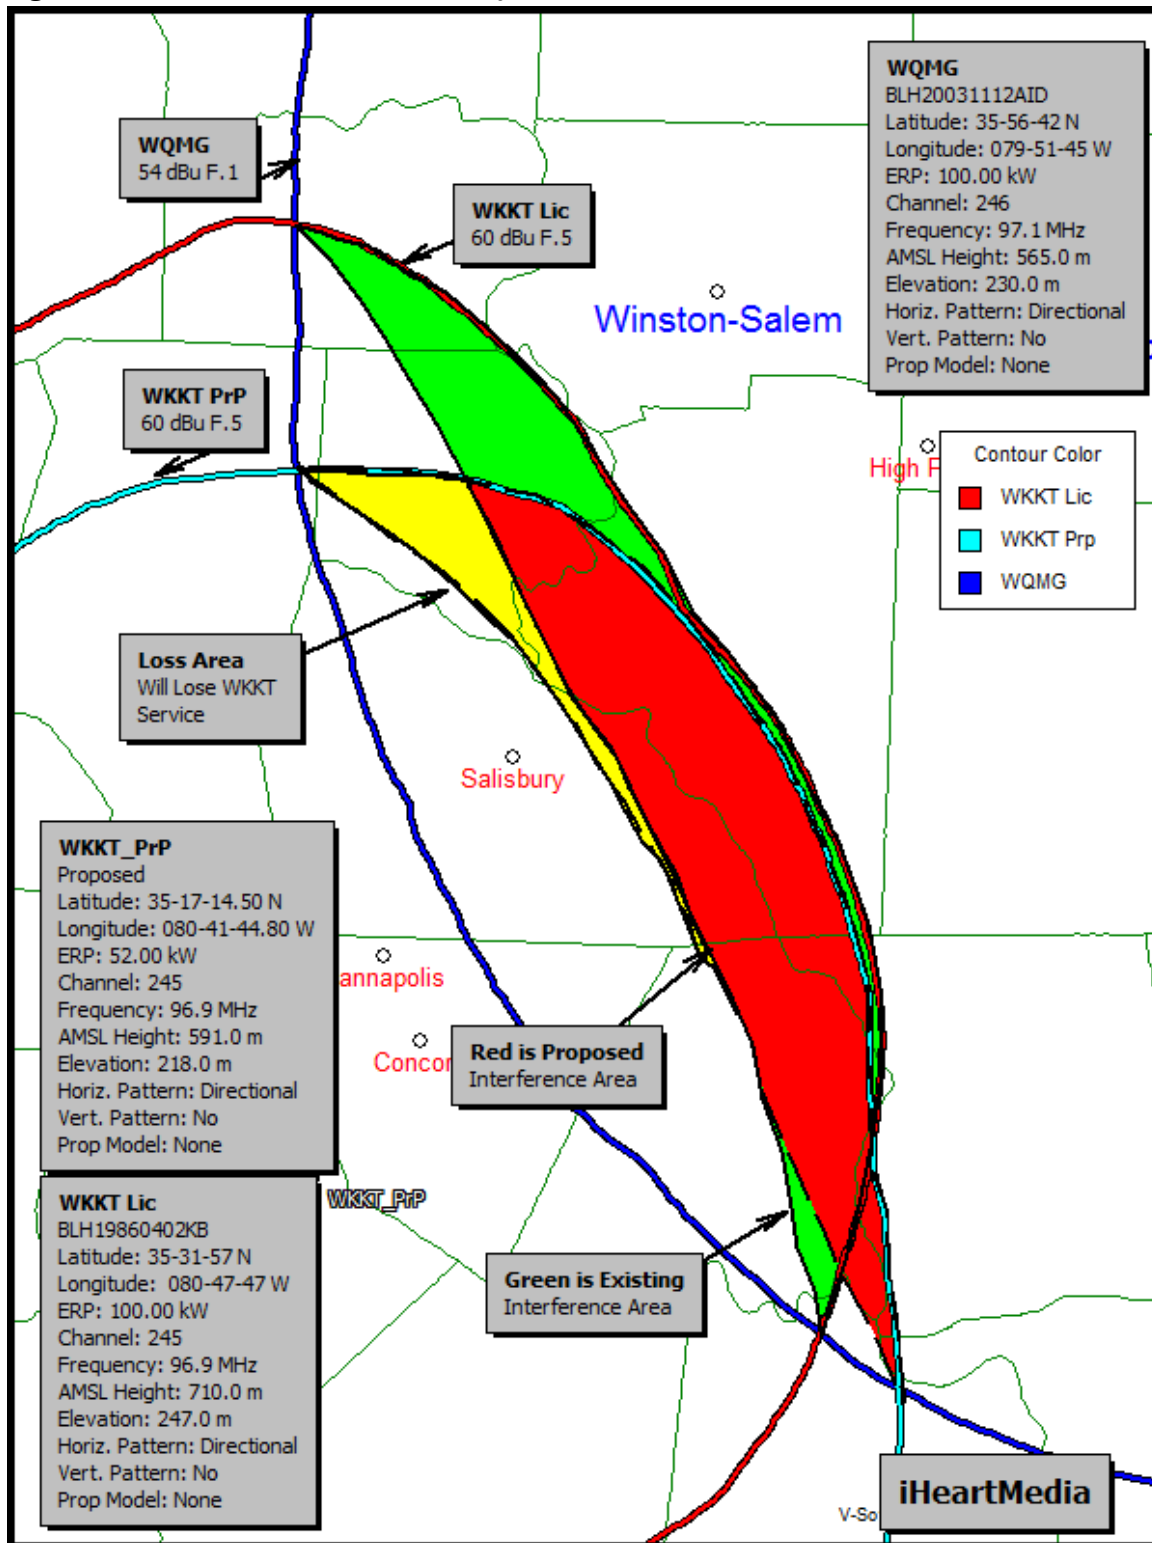 WQMG
54 dBu F.1
WKKT Lic
60 dBu F.5
WQMG
BLH20031112AID
Latitude: 35-56-42 N
Longitude: 079-51-45 W
ERP: 100.00 kW
Channel: 246
Frequency: 97.1 MHz
AMSL Height: 565.0 m
Elevation: 230.0 m
Horiz. Pattern: Directional
Vert. Pattern: No
Prop Model: None
Winston-Salem
WKKT PrP
60 dBu F.5
High
Contour Color
WKKT Lic
WKKT Prp
WQMG
Loss Area
Will Lose WKKT
Service
Salisbury
WKKT_PrP
Proposed
Latitude: 35-17-14.50 N
Longitude: 080-41-44.80 W
ERP: 52.00 kW
Channel: 245
Frequency: 96.9 MHz
AMSL Height: 591.0 m
Elevation: 218.0 m
Horiz. Pattern: Directional
Vert. Pattern: No
Prop Model: None
annapolis
Concor
Red is Proposed
Interference Area
WKKT Lic
BLH19860402KB
Latitude: 35-31-57 N
Longitude: 080-47-47 W
ERP: 100.00 kW
Channel: 245
Frequency: 96.9 MHz
AMSL Height: 710.0 m
Elevation: 247.0 m
Horiz. Pattern: Directional
Vert. Pattern: No
Prop Model: None
WKKT_PrP
Green is Existing
Interference Area
iHeartMedia
V-So